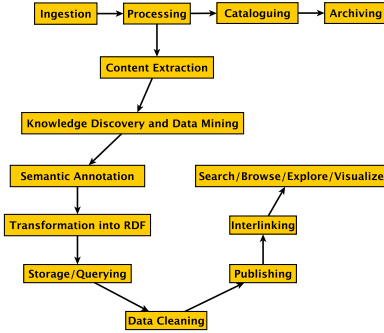 Ingestion
Processing
Cataloguing
Archiving
Content Extraction
Knowledge Discovery and Data Mining
Semantic Annotation
Search/Browse/Explore/Visualize
Transformation into RDF
Interlinking
Storage/Querying
Publishing
Data Cleaning